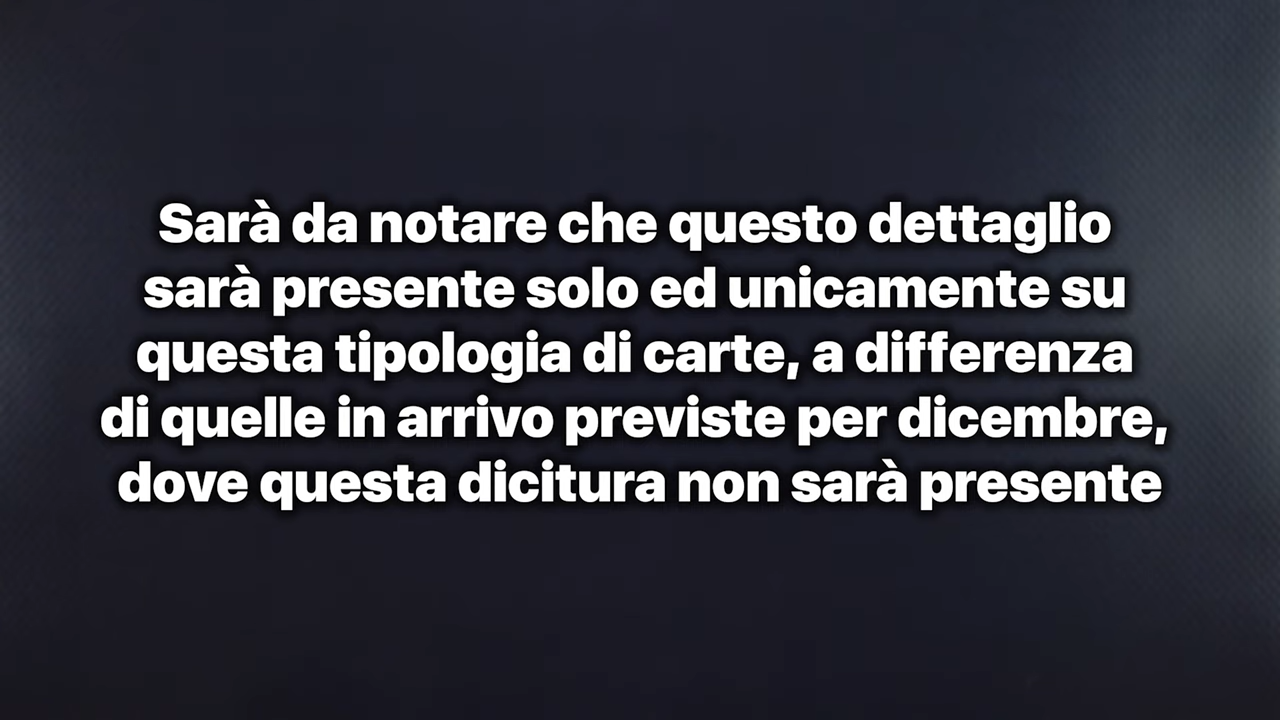 Sarà da notare che questo dettaglio
sarà presente solo ed unicamente su
questa tipologia di carte, a differenza
di quelle in arrivo previste per dicembre,
dove questa dicitura non sarà presente